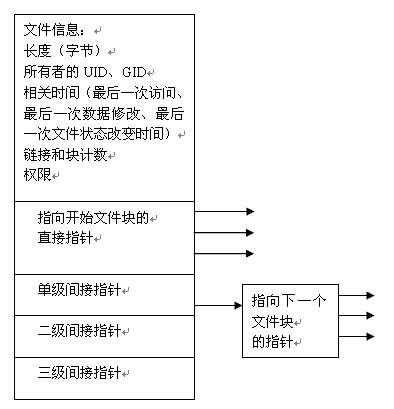 文件信息：
长度（字节）
所有者的 UID、GID
相关时间（最后一次访问、
最后一次数据修改、最后
一次文件状态改变时间）
链接和块计数
权限
指向开始文件块的
直接指针
单级间接指针
二级间接指针
三级间接指针
指向下一个
文件块
的指针